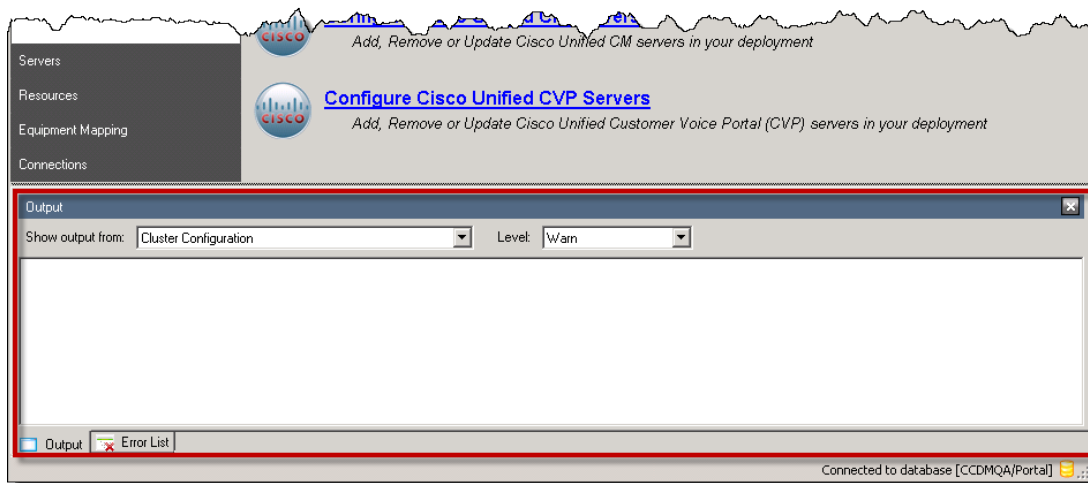 CISCO
Add, Remove or Update Cisco Unified CM servers in your deployment
Servers
Resources
Configure Cisco Unified CVP Servers
CISCO
Add, Remove or Update Cisco Unified Customer Voice Portal (CVP) servers in your deployment
Equipment Mapping
Connections
Output
Show output from: Cluster Configuration Level: Warn
Output Error List
Connected to database [CCDMQA/Portal]